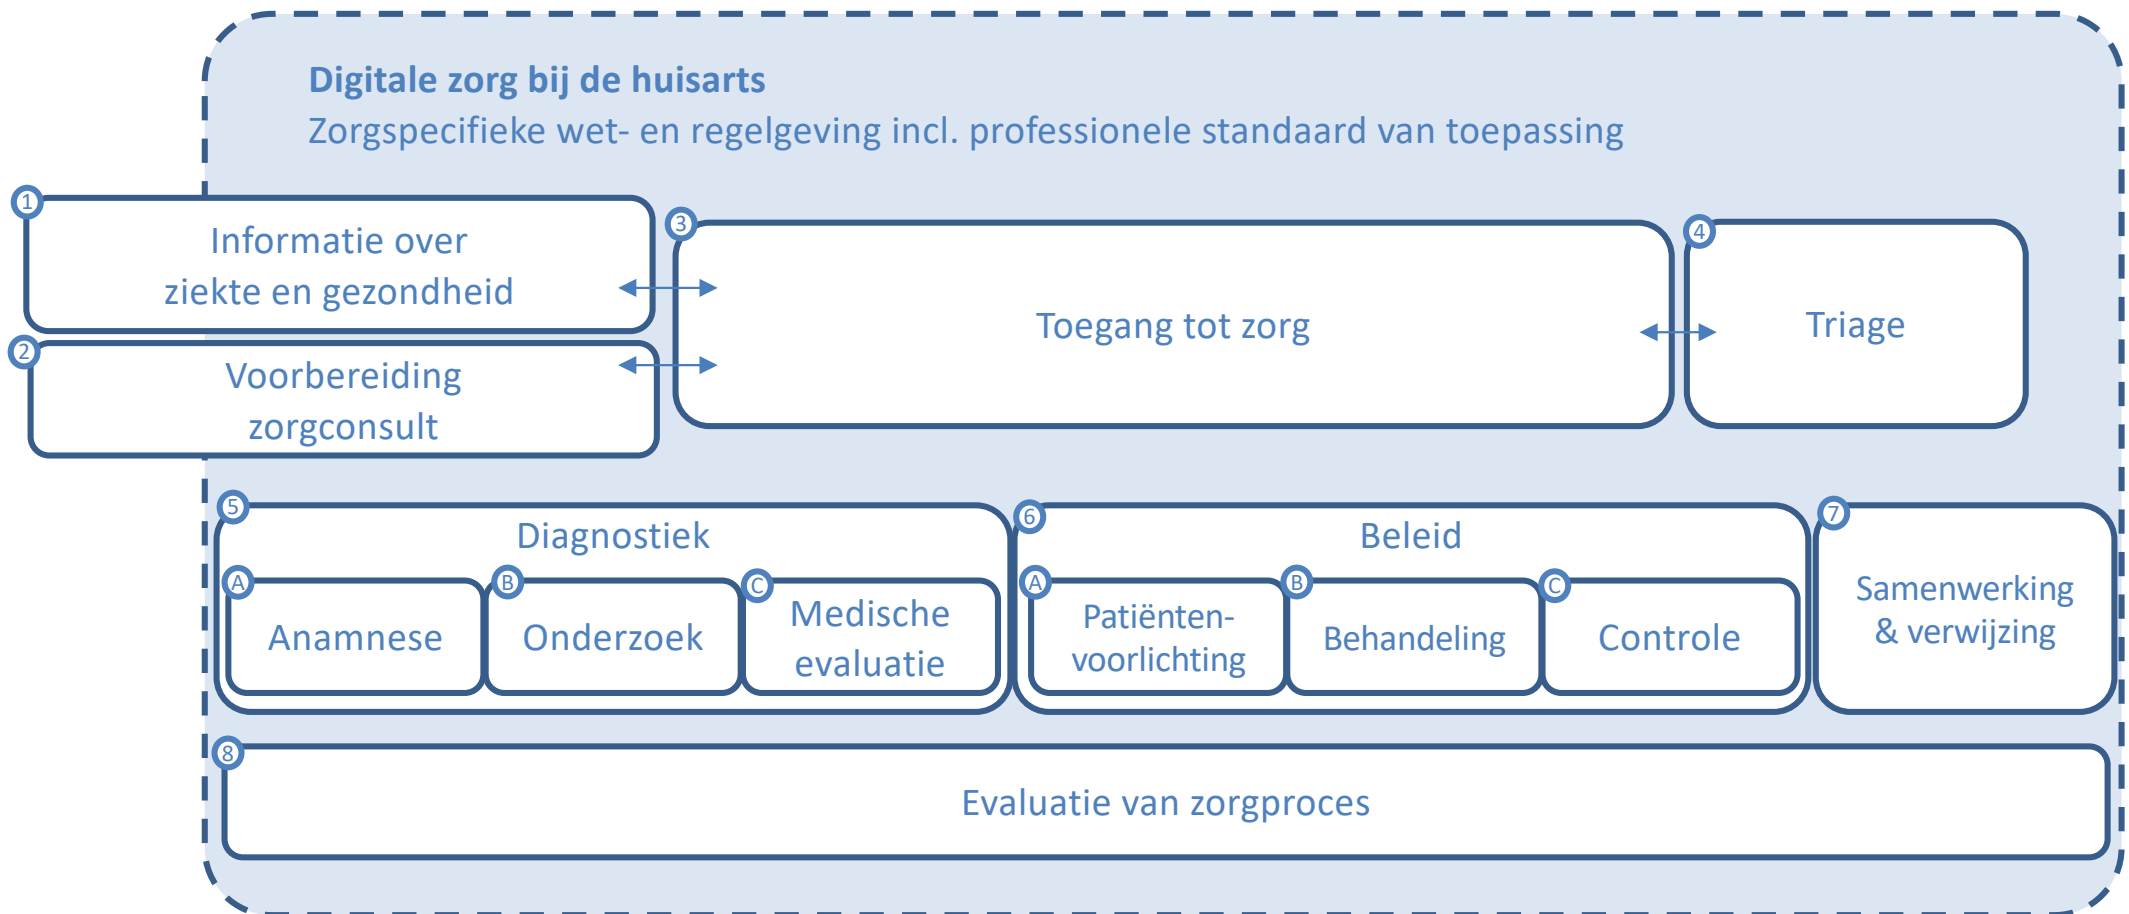 Digitale zorg bij de huisarts
Zorgspecifieke wet- en regelgeving incl. professionele standaard van toepassing
1
Informatie over
ziekte en gezondheid
2
Voorbereiding
zorgconsult
3
Toegang tot zorg
4
Triage
5
Diagnostiek
A
Anamnese
B
Onderzoek
C
Medische
evaluatie
6
Beleid
A
Patiënten-
voorlichting
B
Behandeling
C
Controle
7
Samenwerking
& verwijzing
8
Evaluatie van zorgproces